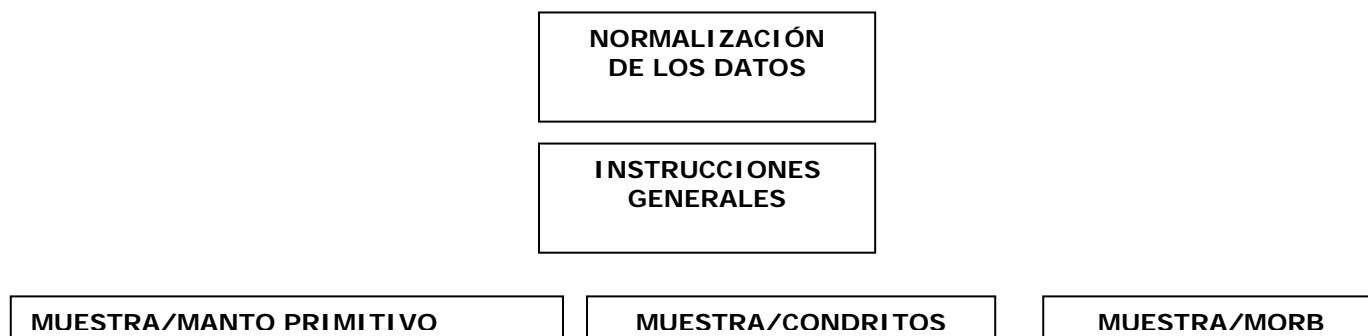 NORMALIZACIÓN
DE LOS DATOS
INSTRUCCIONES
GENERALES
MUESTRA/MANTO PRIMITIVO
MUESTRA/CONDRITOS
MUESTRA/MORB